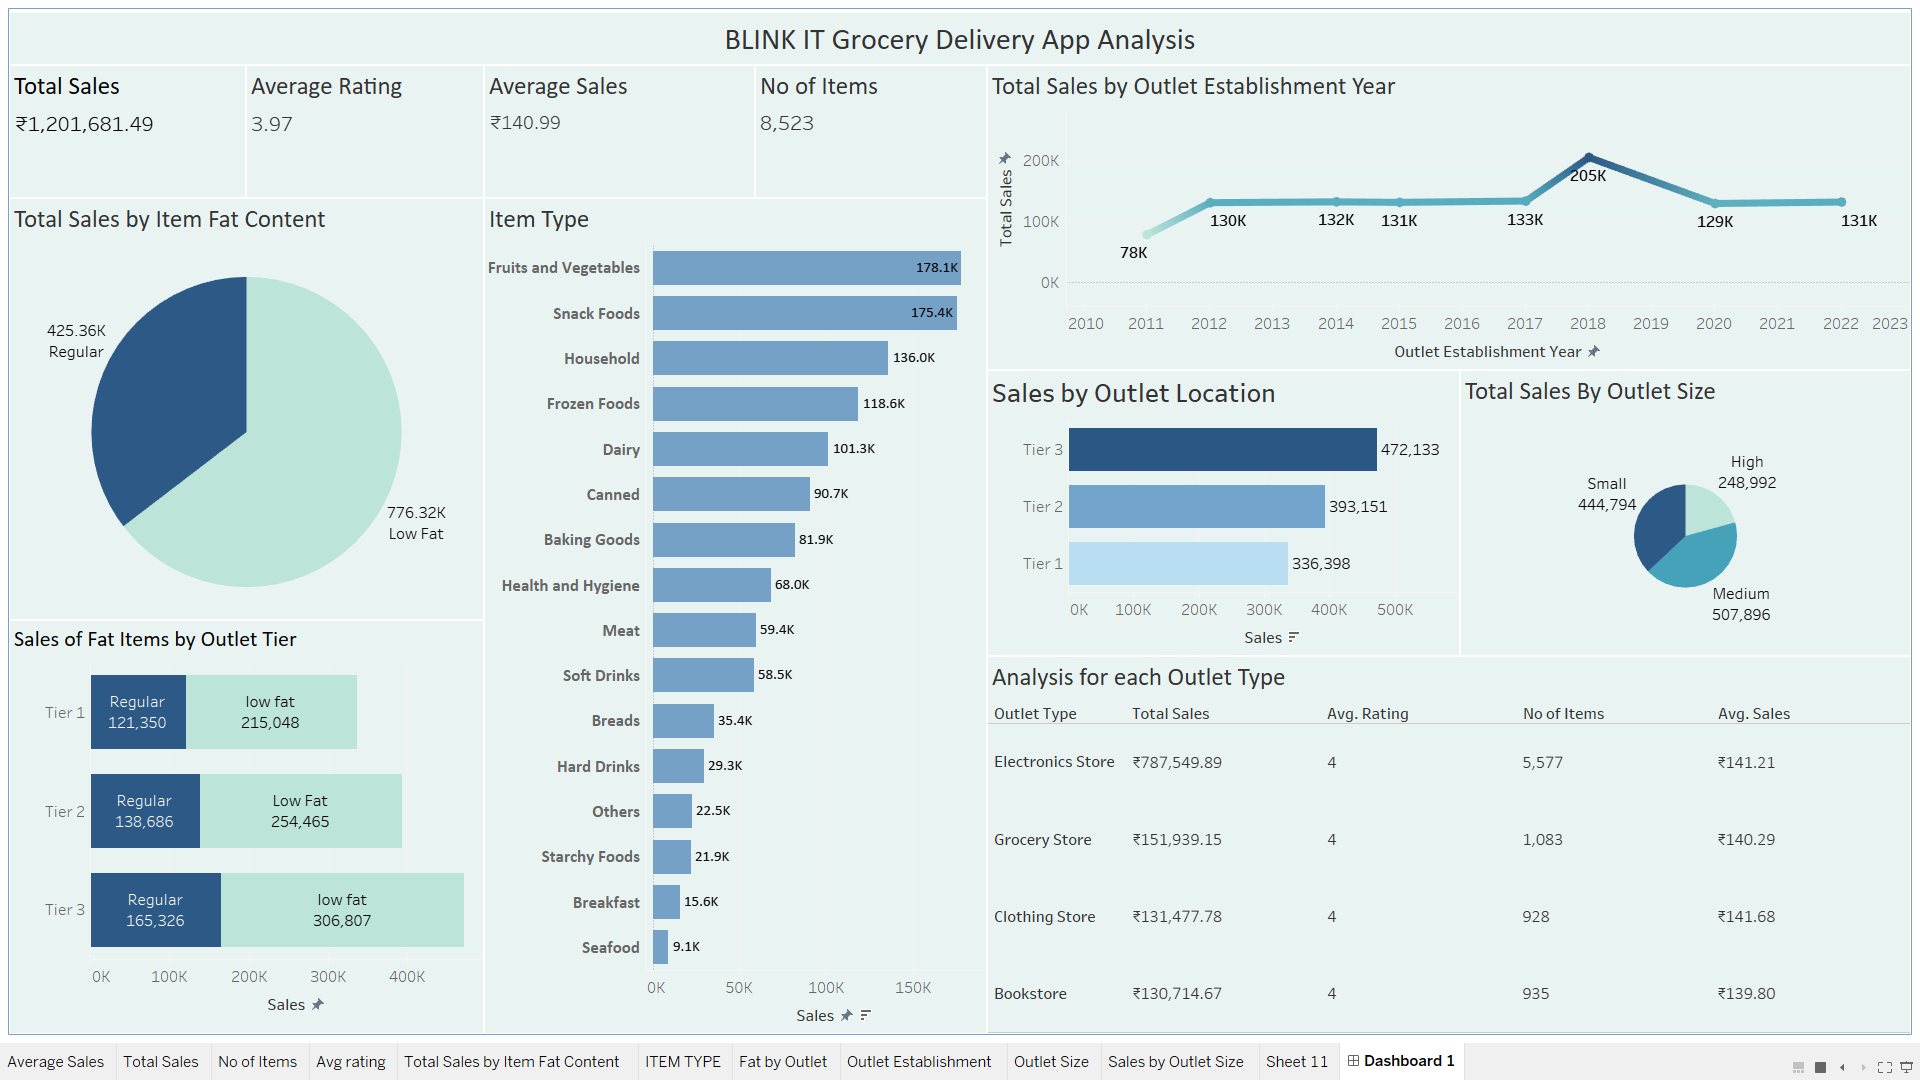 BLINK IT Grocery Delivery App Analysis
Total Sales
₹1,201,681.49
Average Rating
3.97
Average Sales
₹140.99
No of Items
8,523
Total Sales by Outlet Establishment Year
Total Sales
200K
100K
0K
78K
130K
132K
131K
133K
205K
129K
131K
2010 2011 2012 2013 2014 2015 2016 2017 2018 2019 2020 2021 2022 2023
Outlet Establishment Year
Total Sales by Item Fat Content
425.36K
Regular
776.32K
Low Fat
Item Type
Fruits and Vegetables 178.1K
Snack Foods 175.4K
Household 136.0K
Frozen Foods 118.6K
Dairy 101.3K
Canned 90.7K
Baking Goods 81.9K
Health and Hygiene 68.0K
Meat 59.4K
Soft Drinks 58.5K
Breads 35.4K
Hard Drinks 29.3K
Others 22.5K
Starchy Foods 21.9K
Breakfast 15.6K
Seafood 9.1K
0K 50K 100K 150K
Sales
Sales by Outlet Location
Tier 3 472,133
Tier 2 393,151
Tier 1 336,398
0K 100K 200K 300K 400K 500K
Sales
Total Sales By Outlet Size
High
248,992
Small
444,794
Medium
507,896
Sales of Fat Items by Outlet Tier
Tier 1
Regular
121,350
low fat
215,048
Tier 2
Regular
138,686
Low Fat
254,465
Tier 3
Regular
165,326
low fat
306,807
0K 100K 200K 300K 400K
Sales
Analysis for each Outlet Type
Outlet Type Total Sales Avg. Rating No of Items Avg. Sales
Electronics Store ₹787,549.89 4 5,577 ₹141.21
Grocery Store ₹151,939.15 4 1,083 ₹140.29
Clothing Store ₹131,477.78 4 928 ₹141.68
Bookstore ₹130,714.67 4 935 ₹139.80
Average Sales Total Sales No of Items Avg rating Total Sales by Item Fat Content ITEM TYPE Fat by Outlet Outlet Establishment Outlet Size Sales by Outlet Size Sheet 11 Dashboard 1